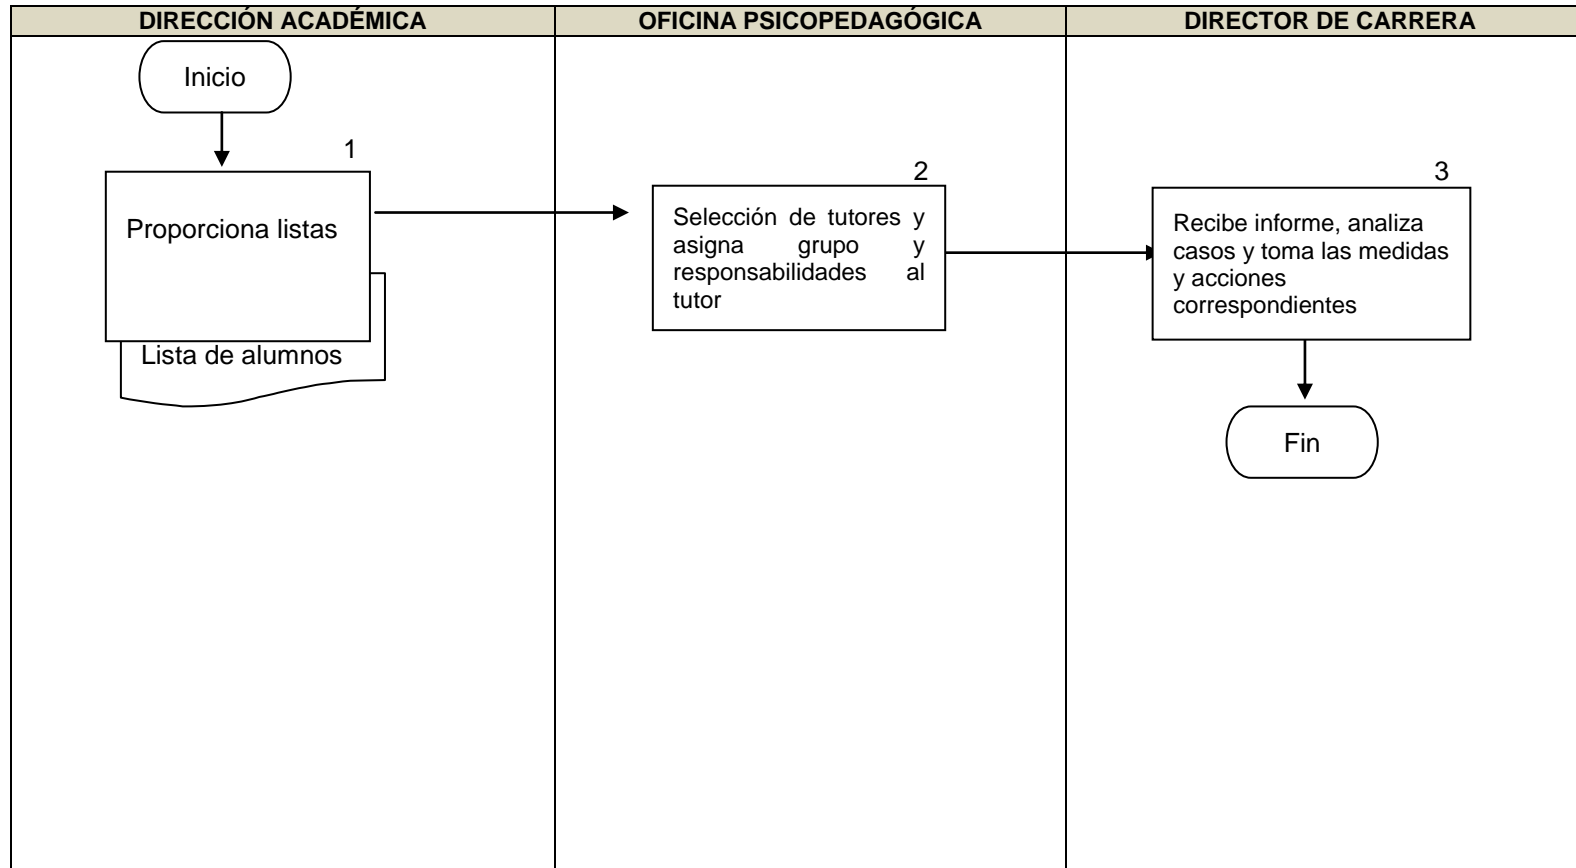 DIRECCIÓN ACADÉMICA
OFICINA PSICOPEDAGÓGICA
DIRECTOR DE CARRERA
Inicio
1
Proporciona listas
Lista de alumnos
2
Selección de tutores y
asigna grupo y
responsabilidades al
tutor
3
Recibe informe, analiza
casos y toma las medidas
y acciones
correspondientes
Fin